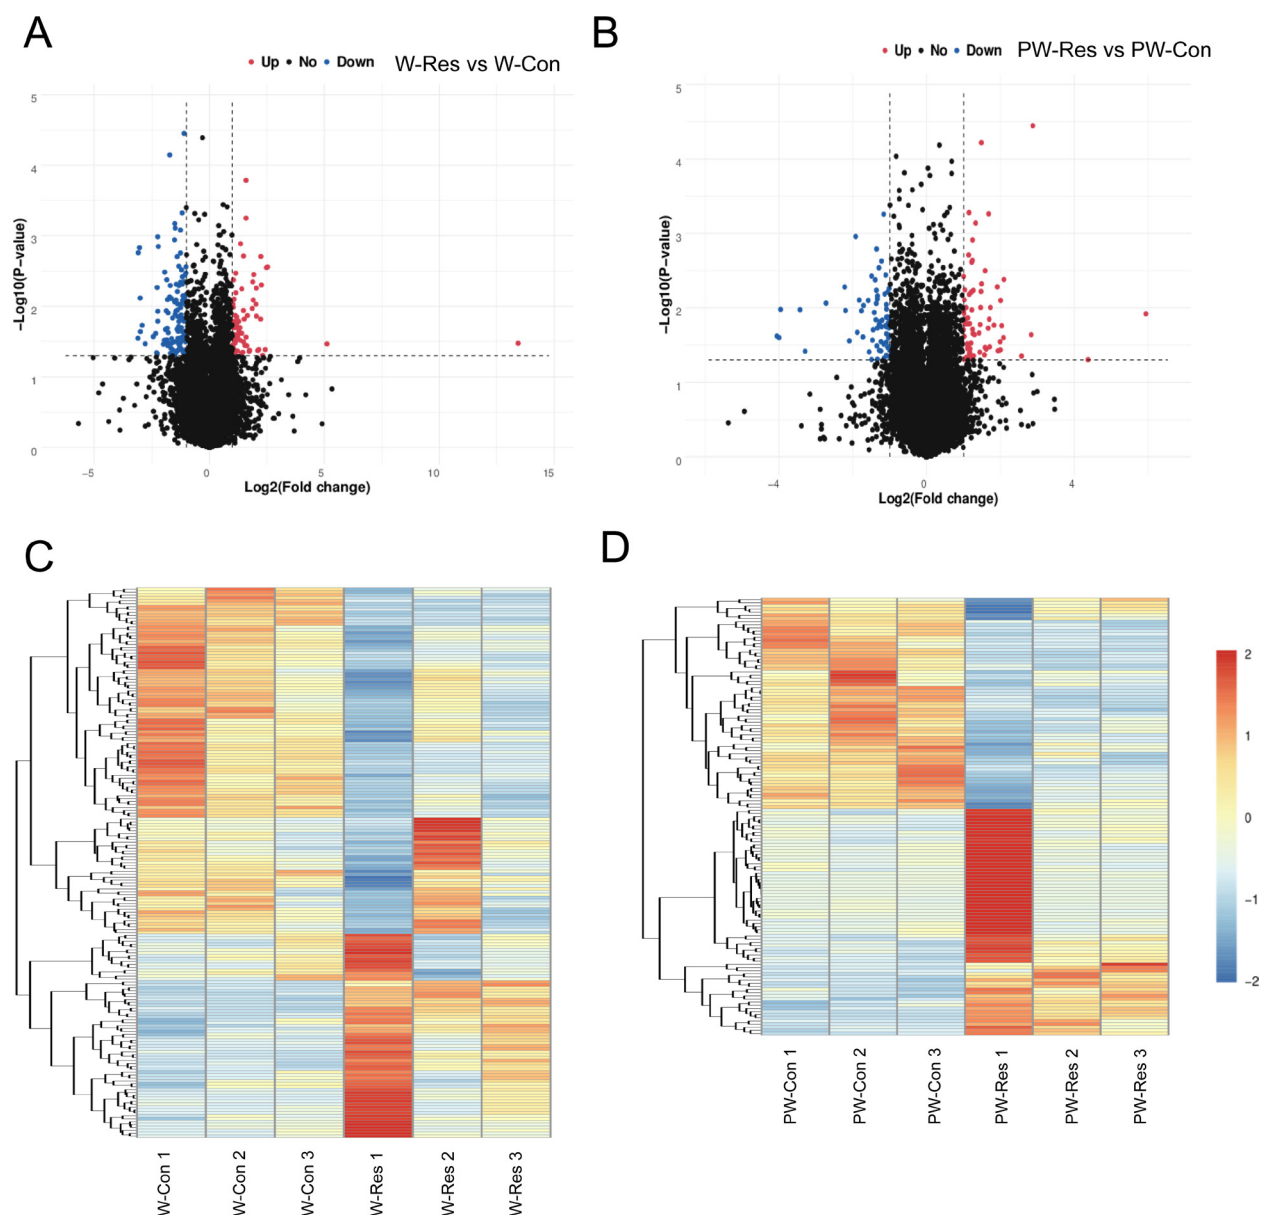 A
Up No Down W-Res vs W-Con
5
4
3
2
1
0
−Log10(P-value)
−5 0 5 10 15
Log2(Fold change)
B
Up No Down PW-Res vs PW-Con
5
4
3
2
1
0
−Log10(P-value)
−4 0 4
Log2(Fold change)
C
W-Con 1
W-Con 2
W-Con 3
W-Res 1
W-Res 2
W-Res 3
D
PW-Con 1
PW-Con 2
PW-Con 3
PW-Res 1
PW-Res 2
PW-Res 3
2
1
0
−1
−2